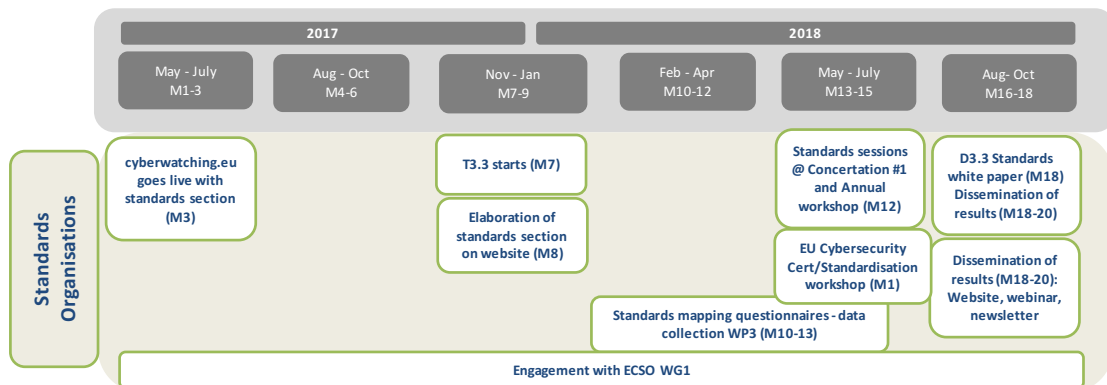 2017
2018
May - July
M1-3
Aug - Oct
M4-6
Nov - Jan
M7-9
Feb - Apr
M10-12
May - July
M13-15
Aug- Oct
M16-18
Standards
Organisations
cyberwatching.eu
goes live with
standards section
(M3)
T3.3 starts (M7)
Elaboration of
standards section
on website (M8)
Standards sessions
@ Concertation #1
and Annual
workshop (M12)
EU Cybersecurity
Cert/Standardisation
workshop (M1)
D3.3 Standards
white paper (M18)
Dissemination of
results (M18-20)
Dissemination of
results (M18-20):
Website, webinar,
newsletter
Standards mapping questionnaires - data
collection WP3 (M10-13)
Engagement with ECSO WG1